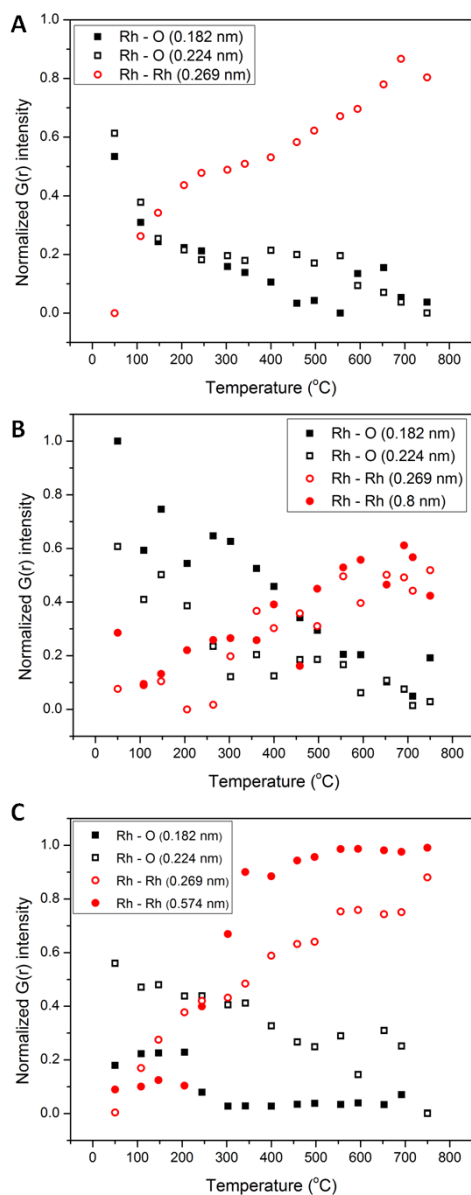 A
Rh - O (0.182 nm)
Rh - O (0.224 nm)
Rh - Rh (0.269 nm)
Normalized G(r) intensity
1.0
0.8
0.6
0.4
0.2
0.0
0 100 200 300 400 500 600 700 800
Temperature (°C)
B
Rh - O (0.182 nm)
Rh - O (0.224 nm)
Rh - Rh (0.269 nm)
Rh - Rh (0.8 nm)
Normalized G(r) intensity
1.0
0.8
0.6
0.4
0.2
0.0
0 100 200 300 400 500 600 700 800
Temperature (°C)
C
Rh - O (0.182 nm)
Rh - O (0.224 nm)
Rh - Rh (0.269 nm)
Rh - Rh (0.574 nm)
Normalized G(r) intensity
1.0
0.8
0.6
0.4
0.2
0.0
0 100 200 300 400 500 600 700 800
Temperature (°C)